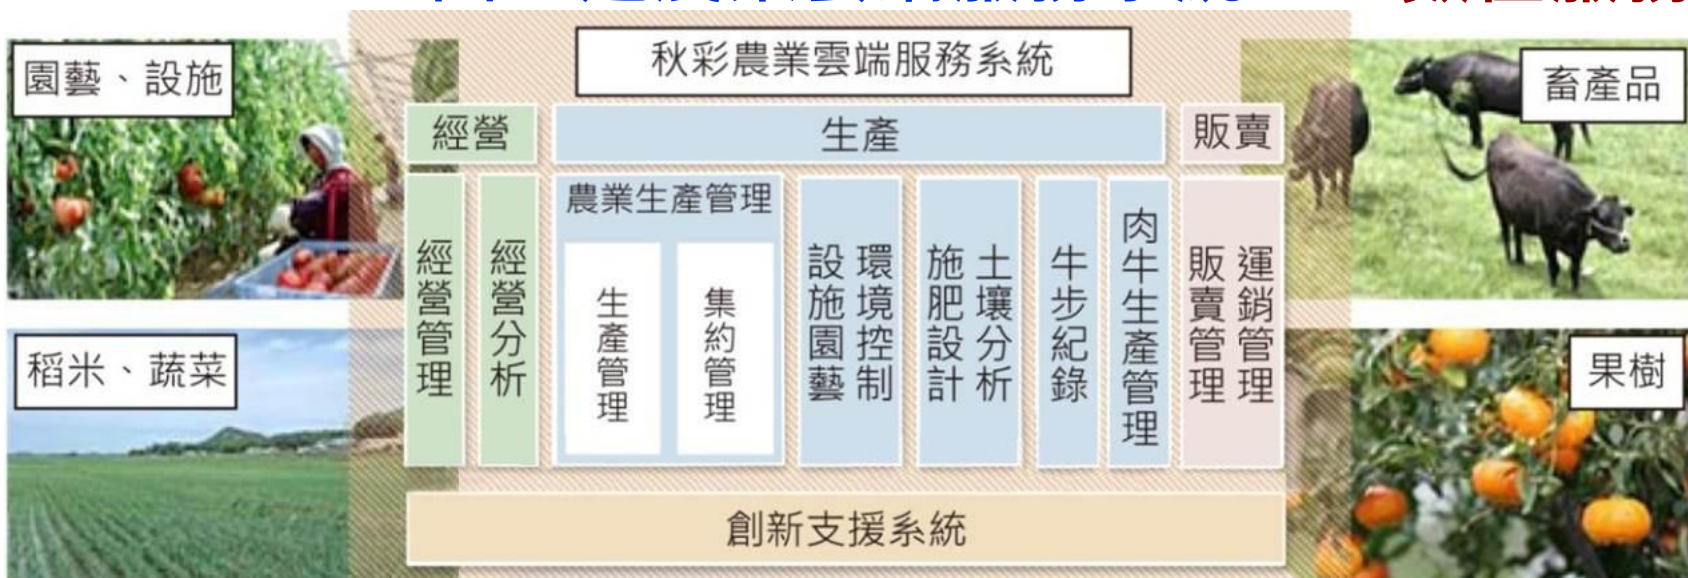 秋彩農業雲端服務系統
園藝、設施
畜產品
稻米、蔬菜
果樹
經營
生產
販賣
經營管理
經營分析
農業生產管理
生產管理
集約管理
環境控制
設施園藝
土壤分析
施肥設計
牛步紀錄
肉牛生產管理
運銷管理
販賣管理
創新支援系統